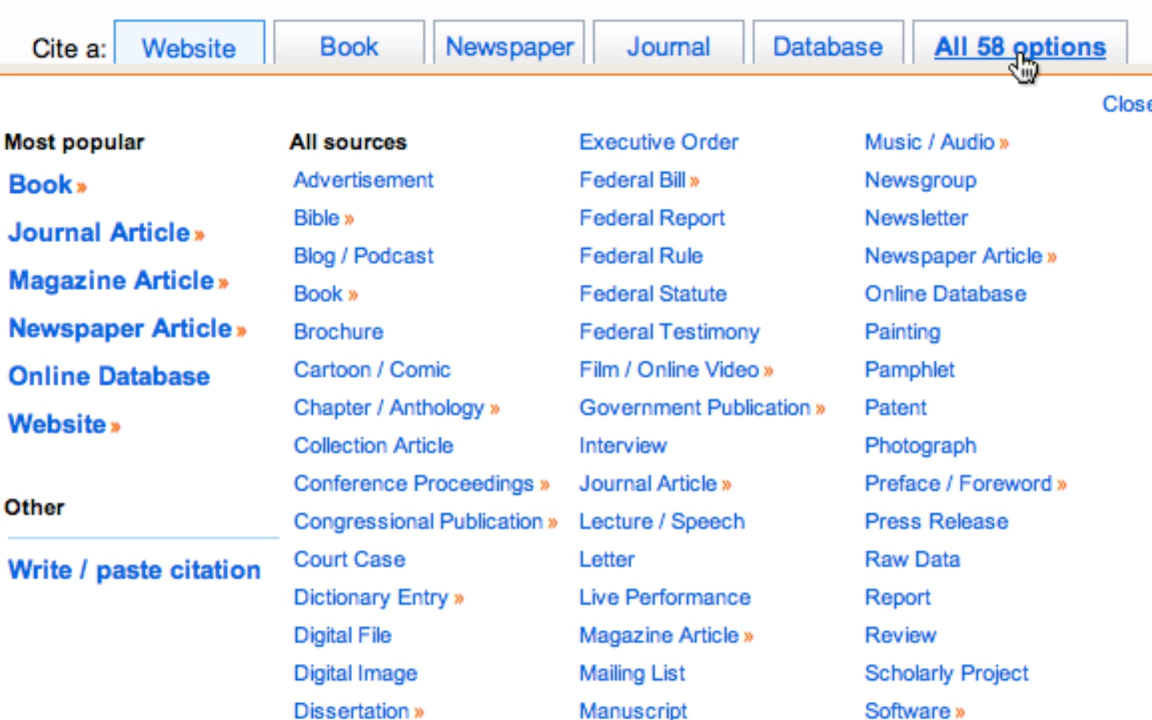 Cite a: Website Book Newspaper Journal Database All 58 options
Close
Most popular
Book »
Journal Article »
Magazine Article »
Newspaper Article »
Online Database
Website »
Other
Write / paste citation
All sources
Advertisement
Bible »
Blog / Podcast
Book »
Brochure
Cartoon / Comic
Chapter / Anthology »
Collection Article
Conference Proceedings »
Congressional Publication »
Court Case
Dictionary Entry »
Digital File
Digital Image
Dissertation »
Executive Order
Federal Bill »
Federal Report
Federal Rule
Federal Statute
Federal Testimony
Film / Online Video »
Government Publication »
Interview
Journal Article »
Lecture / Speech
Letter
Live Performance
Magazine Article »
Mailing List
Manuscript
Music / Audio »
Newsgroup
Newsletter
Newspaper Article »
Online Database
Painting
Pamphlet
Patent
Photograph
Preface / Foreword »
Press Release
Raw Data
Report
Review
Scholarly Project
Software »